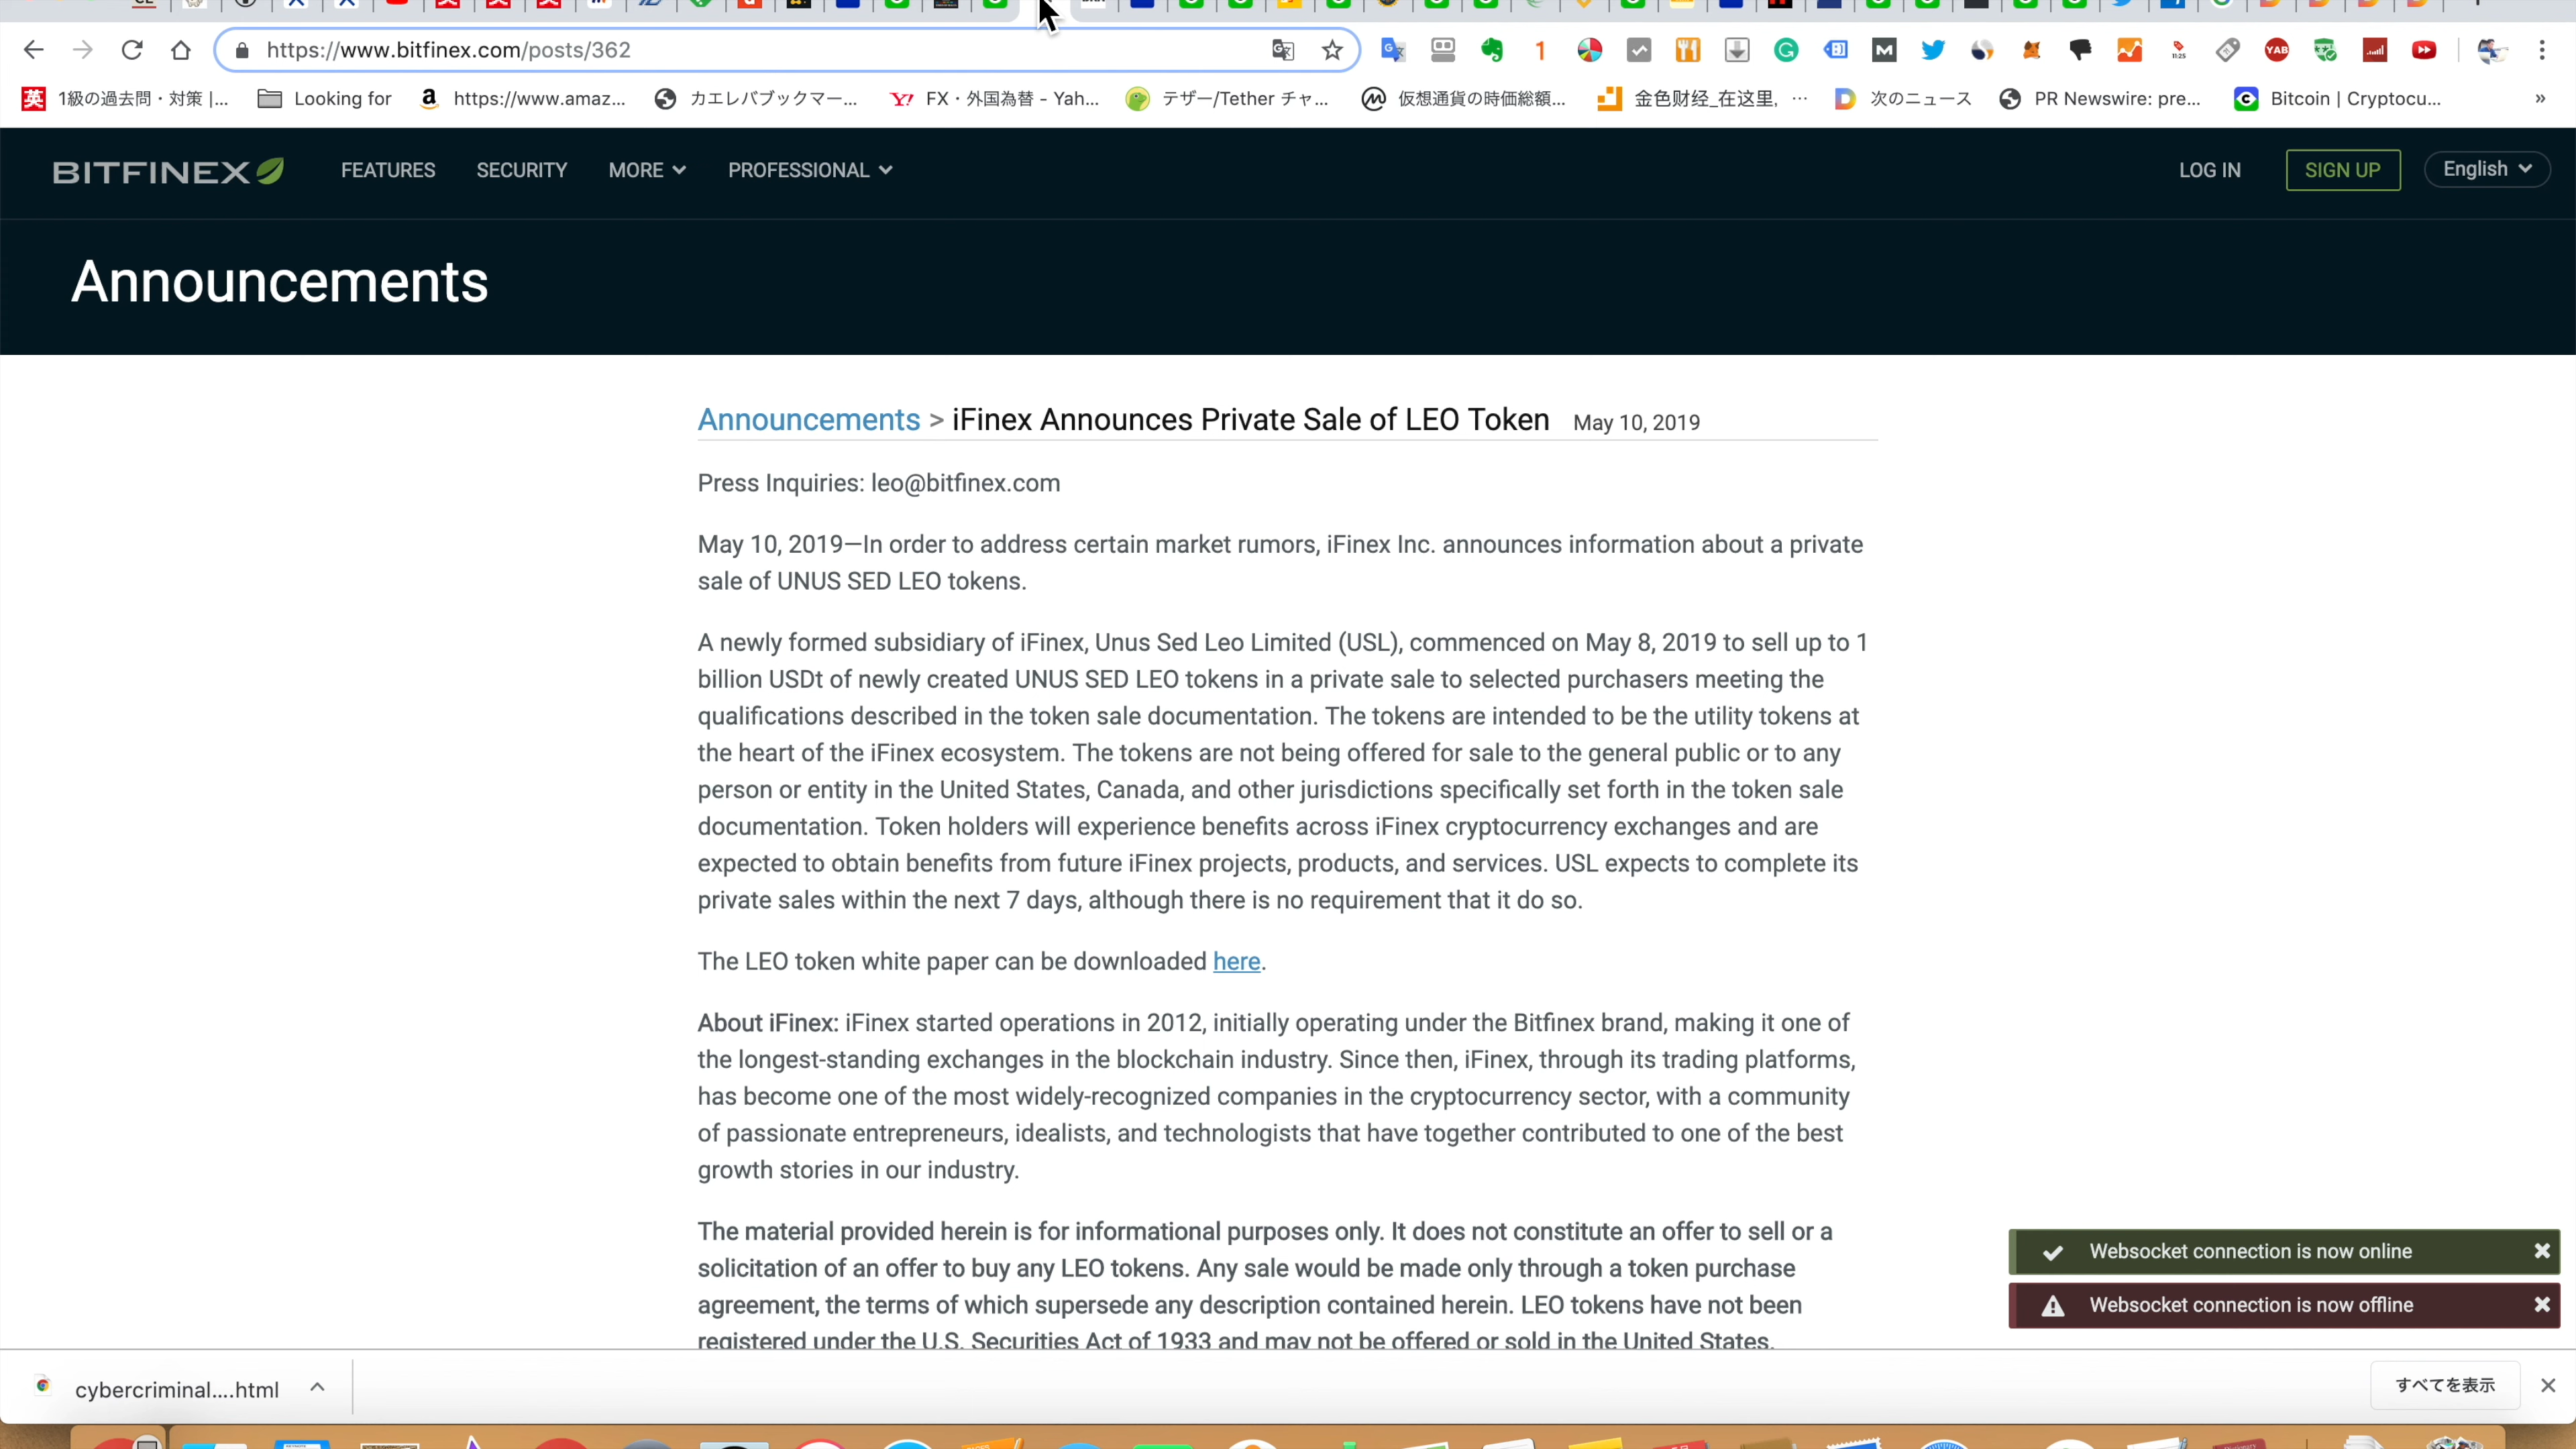 https://www.bitfinex.com/posts/362
英 1級の過去問・対策 |... Looking for a https://www.amaz... カエレバブックマー... Y! FX・外国為替 - Yah... テザー/Tether チャ... 仮想通貨の時価総額... 金色财经_在这里, ... 次のニュース PR Newswire: pre... Bitcoin | Cryptocu... »
BITFINEX FEATURES SECURITY MORE PROFESSIONAL LOG IN SIGN UP English
Announcements
Announcements > iFinex Announces Private Sale of LEO Token May 10, 2019
Press Inquiries: leo@bitfinex.com
May 10, 2019—In order to address certain market rumors, iFinex Inc. announces information about a private
sale of UNUS SED LEO tokens.
A newly formed subsidiary of iFinex, Unus Sed Leo Limited (USL), commenced on May 8, 2019 to sell up to 1
billion USDt of newly created UNUS SED LEO tokens in a private sale to selected purchasers meeting the
qualifications described in the token sale documentation. The tokens are intended to be the utility tokens at
the heart of the iFinex ecosystem. The tokens are not being offered for sale to the general public or to any
person or entity in the United States, Canada, and other jurisdictions specifically set forth in the token sale
documentation. Token holders will experience benefits across iFinex cryptocurrency exchanges and are
expected to obtain benefits from future iFinex projects, products, and services. USL expects to complete its
private sales within the next 7 days, although there is no requirement that it do so.
The LEO token white paper can be downloaded here.
About iFinex: iFinex started operations in 2012, initially operating under the Bitfinex brand, making it one of
the longest-standing exchanges in the blockchain industry. Since then, iFinex, through its trading platforms,
has become one of the most widely-recognized companies in the cryptocurrency sector, with a community
of passionate entrepreneurs, idealists, and technologists that have together contributed to one of the best
growth stories in our industry.
The material provided herein is for informational purposes only. It does not constitute an offer to sell or a
solicitation of an offer to buy any LEO tokens. Any sale would be made only through a token purchase
agreement, the terms of which supersede any description contained herein. LEO tokens have not been
registered under the U.S. Securities Act of 1933 and may not be offered or sold in the United States.
Websocket connection is now online
Websocket connection is now offline
cybercriminal....html
すべてを表示